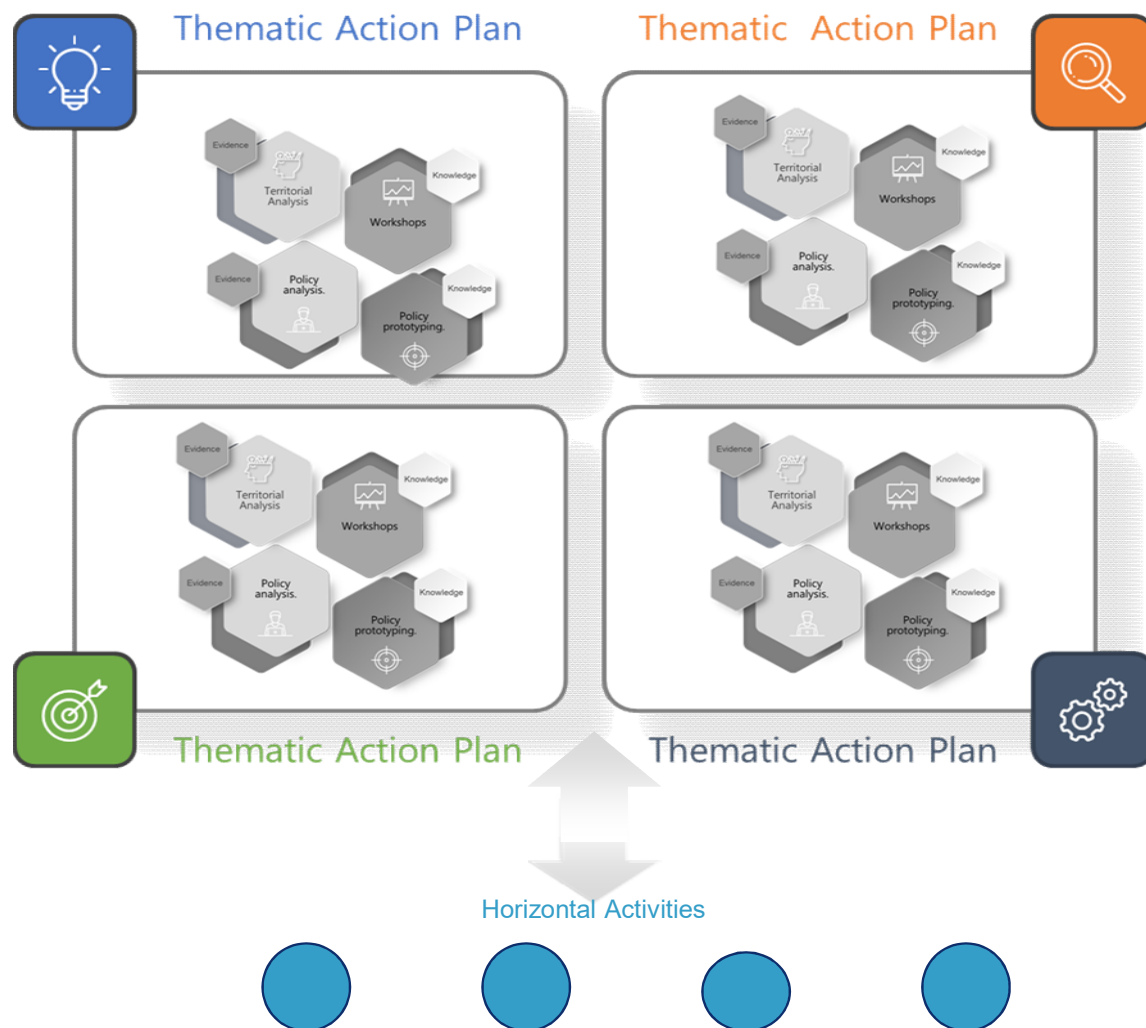 Thematic Action Plan
Thematic Action Plan
Evidence
Territorial
Analysis
Knowledge
Workshops
Evidence
Policy
analysis.
Knowledge
Policy
prototyping.
Evidence
Territorial
Analysis
Knowledge
Workshops
Evidence
Policy
analysis.
Knowledge
Policy
prototyping.
Evidence
Territorial
Analysis
Knowledge
Workshops
Evidence
Policy
analysis.
Knowledge
Policy
prototyping.
Evidence
Territorial
Analysis
Knowledge
Workshops
Evidence
Policy
analysis.
Knowledge
Policy
prototyping.
Thematic Action Plan
Thematic Action Plan
Horizontal Activities